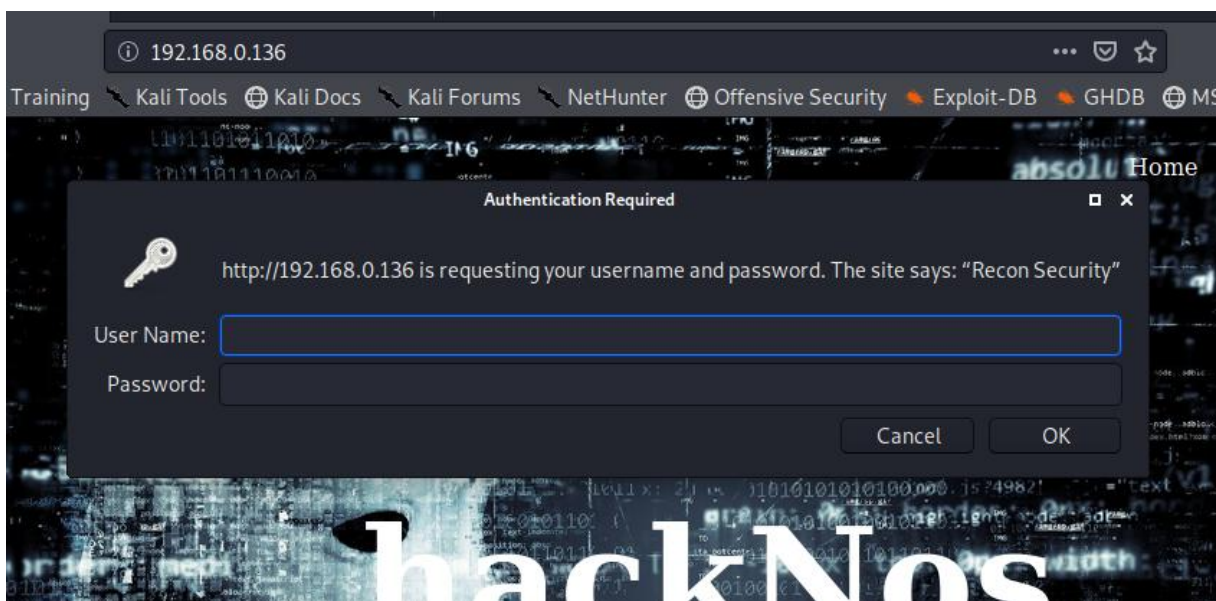 192.168.0.136
Training Kali Tools Kali Docs Kali Forums NetHunter Offensive Security Exploit-DB GHDB MS
Home
Authentication Required
http://192.168.0.136 is requesting your username and password. The site says: “Recon Security”
User Name:
Password:
Cancel OK
hackNos